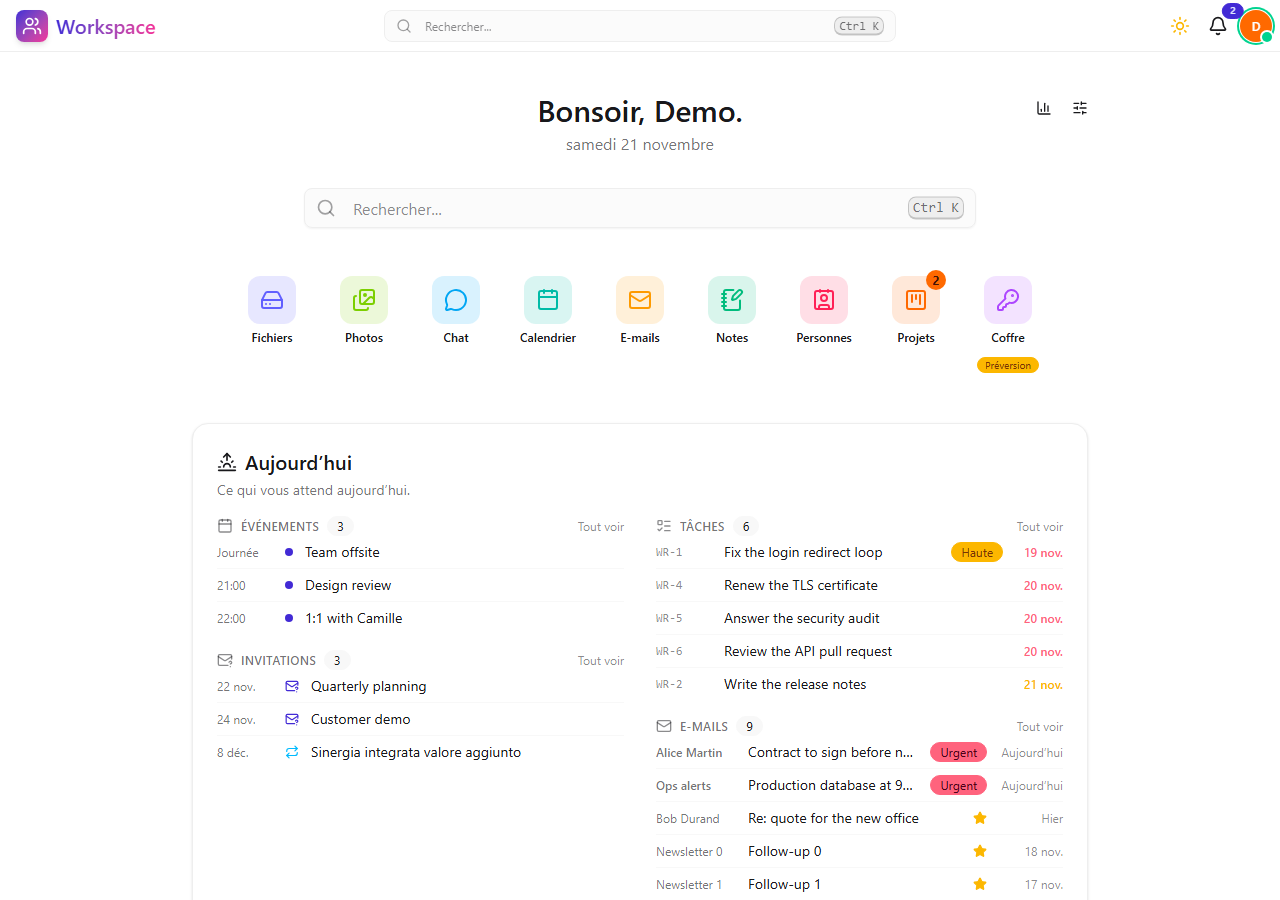 Workspace
Rechercher...
Ctrl K
2
D
Bonsoir, Demo.
samedi 21 novembre
Rechercher...
Ctrl K
2
Fichiers
Photos
Chat
Calendrier
E-mails
Notes
Personnes
Projets
Coffre
Préversion
Aujourd’hui
Ce qui vous attend aujourd’hui.
ÉVÉNEMENTS 3 Tout voir
Journée Team offsite
21:00 Design review
22:00 1:1 with Camille
INVITATIONS 3 Tout voir
22 nov. Quarterly planning
24 nov. Customer demo
8 déc. Sinergia integrata valore aggiunto
TÂCHES 6 Tout voir
WR-1 Fix the login redirect loop Haute 19 nov.
WR-4 Renew the TLS certificate 20 nov.
WR-5 Answer the security audit 20 nov.
WR-6 Review the API pull request 20 nov.
WR-2 Write the release notes 21 nov.
E-MAILS 9 Tout voir
Alice Martin Contract to sign before n... Urgent Aujourd’hui
Ops alerts Production database at 9... Urgent Aujourd’hui
Bob Durand Re: quote for the new office Hier
Newsletter 0 Follow-up 0 18 nov.
Newsletter 1 Follow-up 1 17 nov.